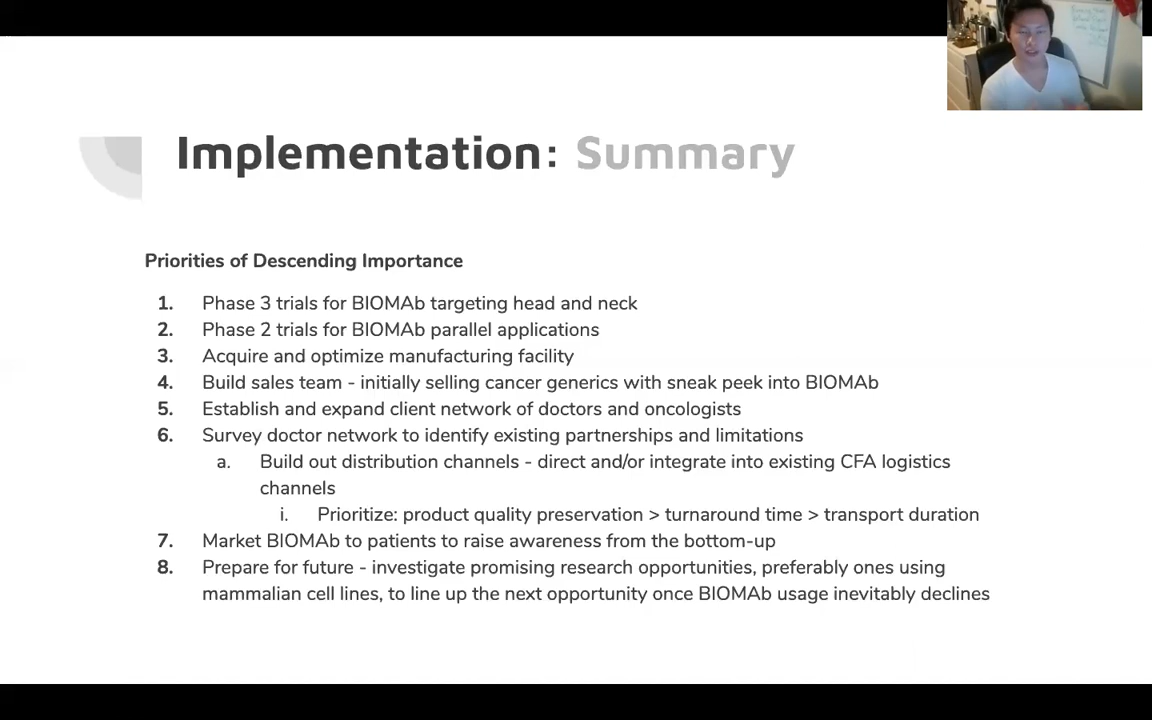 Implementation: Summary
Priorities of Descending Importance
1. Phase 3 trials for BIOMAb targeting head and neck
2. Phase 2 trials for BIOMAb parallel applications
3. Acquire and optimize manufacturing facility
4. Build sales team - initially selling cancer generics with sneak peek into BIOMAb
5. Establish and expand client network of doctors and oncologists
6. Survey doctor network to identify existing partnerships and limitations
a. Build out distribution channels - direct and/or integrate into existing CFA logistics
channels
i. Prioritize: product quality preservation > turnaround time > transport duration
7. Market BIOMAb to patients to raise awareness from the bottom-up
8. Prepare for future - investigate promising research opportunities, preferably ones using
mammalian cell lines, to line up the next opportunity once BIOMAb usage inevitably declines